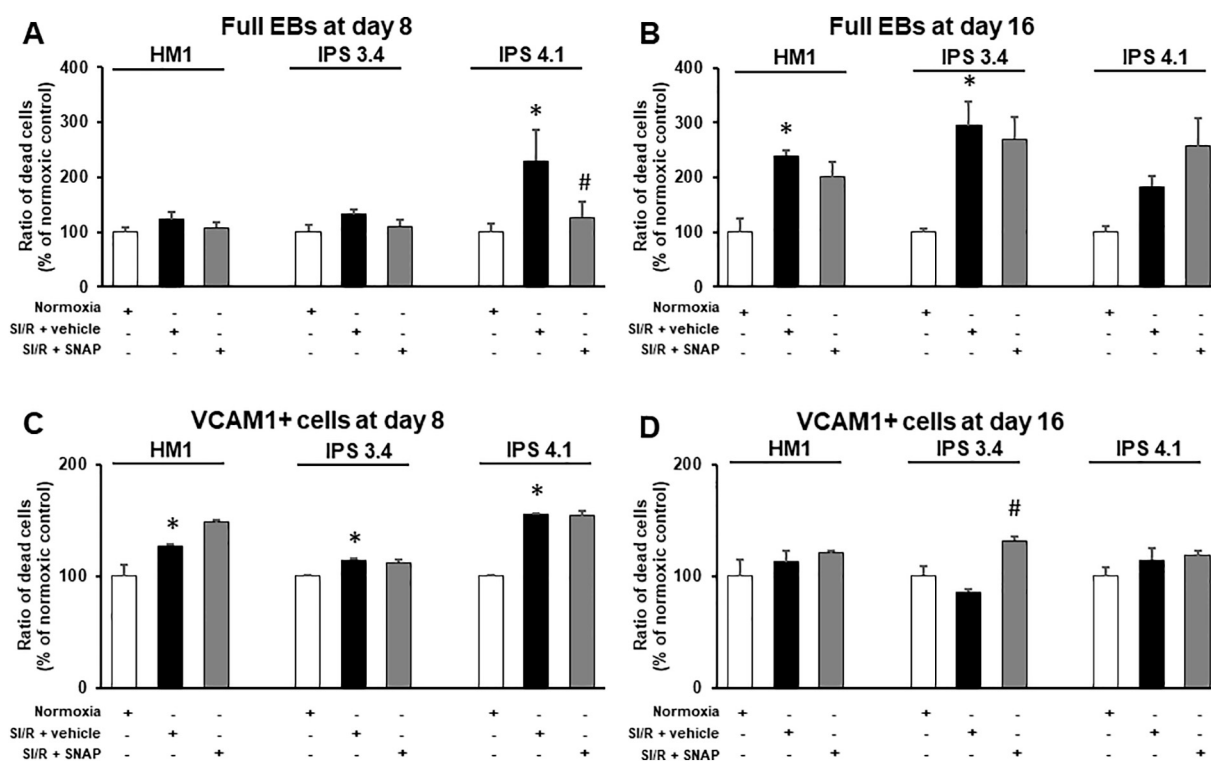 A
Full EBs at day 8
HM1 IPS 3.4 IPS 4.1
Ratio of dead cells
(% of normoxic control)
400
300
200
100
0
*
#
Normoxia + - - + - - + - -
SI/R + vehicle - + - - + - - + -
SI/R + SNAP - - + - - + - - +
B
Full EBs at day 16
HM1 IPS 3.4 IPS 4.1
Ratio of dead cells
(% of normoxic control)
400
300
200
100
0
* *
Normoxia + - - + - - + - -
SI/R + vehicle - + - - + - - + -
SI/R + SNAP - - + - - + - - +
C
VCAM1+ cells at day 8
HM1 IPS 3.4 IPS 4.1
Ratio of dead cells
(% of normoxic control)
200
100
0
* * *
Normoxia + - - + - - + - -
SI/R + vehicle - + - - + - - + -
SI/R + SNAP - - + - - + - - +
D
VCAM1+ cells at day 16
HM1 IPS 3.4 IPS 4.1
Ratio of dead cells
(% of normoxic control)
200
100
0
#
Normoxia + - - + - - + - -
SI/R + vehicle - + - - + - - + -
SI/R + SNAP - - + - - + - - +